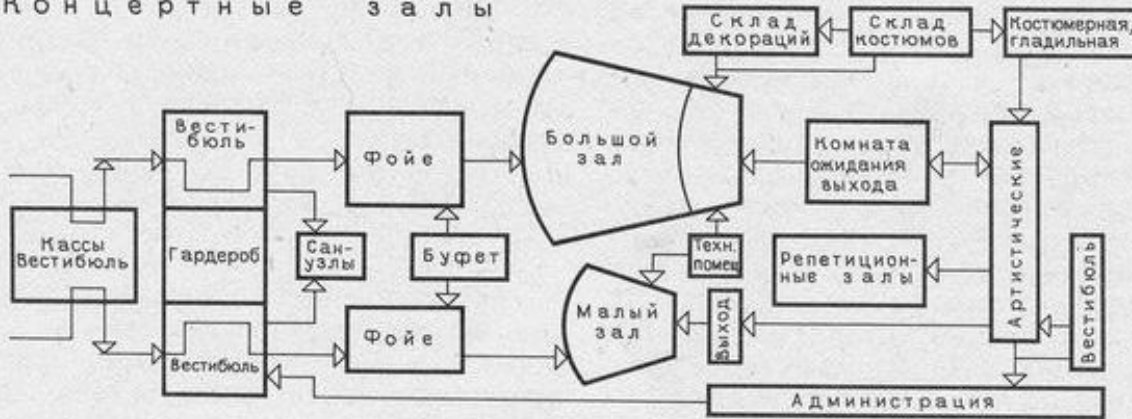 Концертные залы
Склад
декораций
Склад
костюмов
Костюмерная,
гладильная
Вести-
бюль
Фойе
Большой
зал
Комната
ожидания
выхода
Артистические
Кассы
Вестибюль
Гардероб
Сан-
узлы
Буфет
Техн.
помещ
Репетицион-
ные залы
Вестибюль
Вестибюль
Фойе
Малый
зал
Выход
Администрация